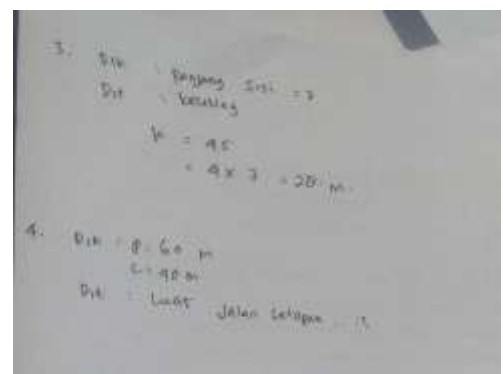 3. Dik : Panjang sisi = 7
Dit : keliling
k = 4s
= 4 x 7 = 28 m.
4. Dik : p. 60 m
L = 40 m
Dit : Luas jalan setapak